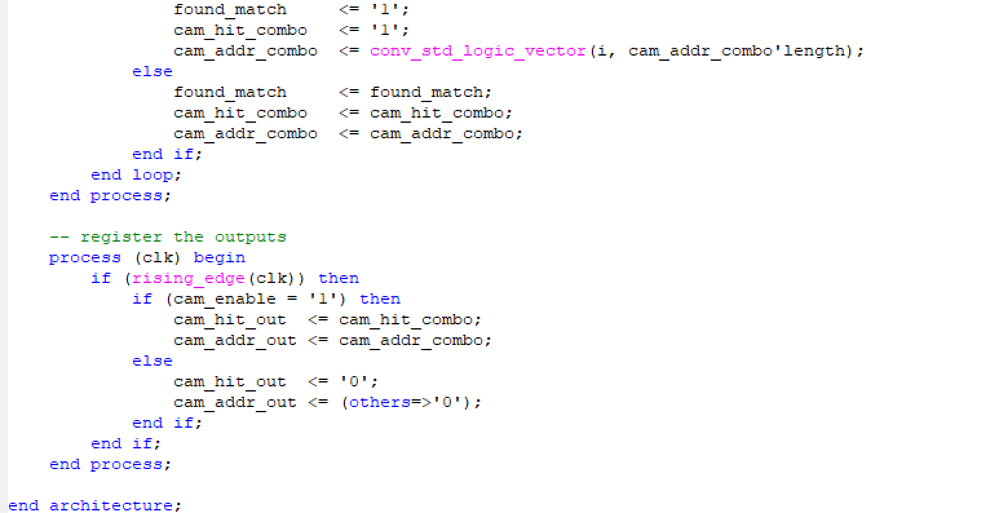 found_match     <= '1';
cam_hit_combo   <= '1';
cam_addr_combo  <= conv_std_logic_vector(i, cam_addr_combo'length);
else
found_match     <= found_match;
cam_hit_combo   <= cam_hit_combo;
cam_addr_combo  <= cam_addr_combo;
end if;
end loop;
end process;
-- register the outputs
process (clk) begin
if (rising_edge(clk)) then
if (cam_enable = '1') then
cam_hit_out  <= cam_hit_combo;
cam_addr_out <= cam_addr_combo;
else
cam_hit_out  <= '0';
cam_addr_out <= (others=>'0');
end if;
end if;
end process;
end architecture;